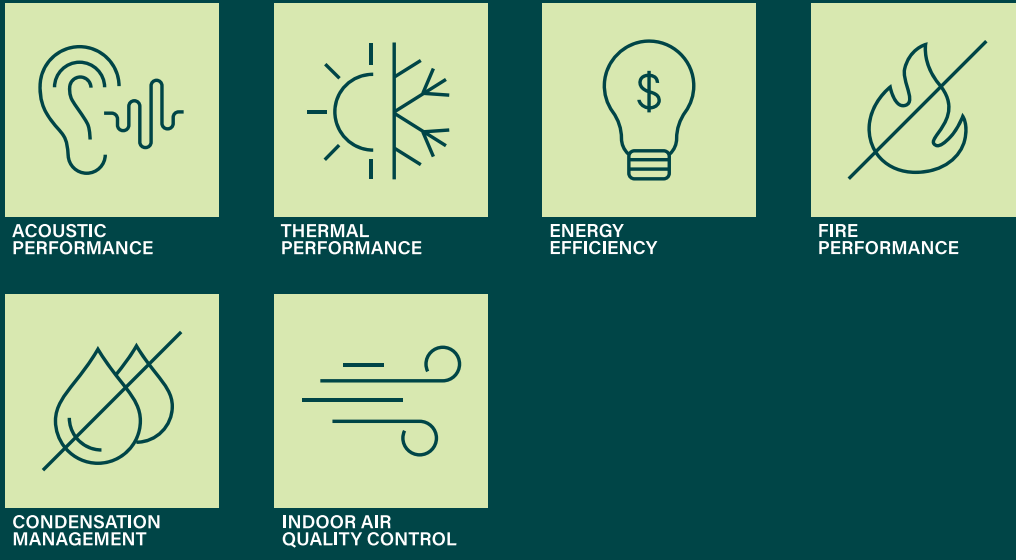 $
ACOUSTIC
PERFORMANCE
THERMAL
PERFORMANCE
ENERGY
EFFICIENCY
FIRE
PERFORMANCE
CONDENSATION
MANAGEMENT
INDOOR AIR
QUALITY CONTROL